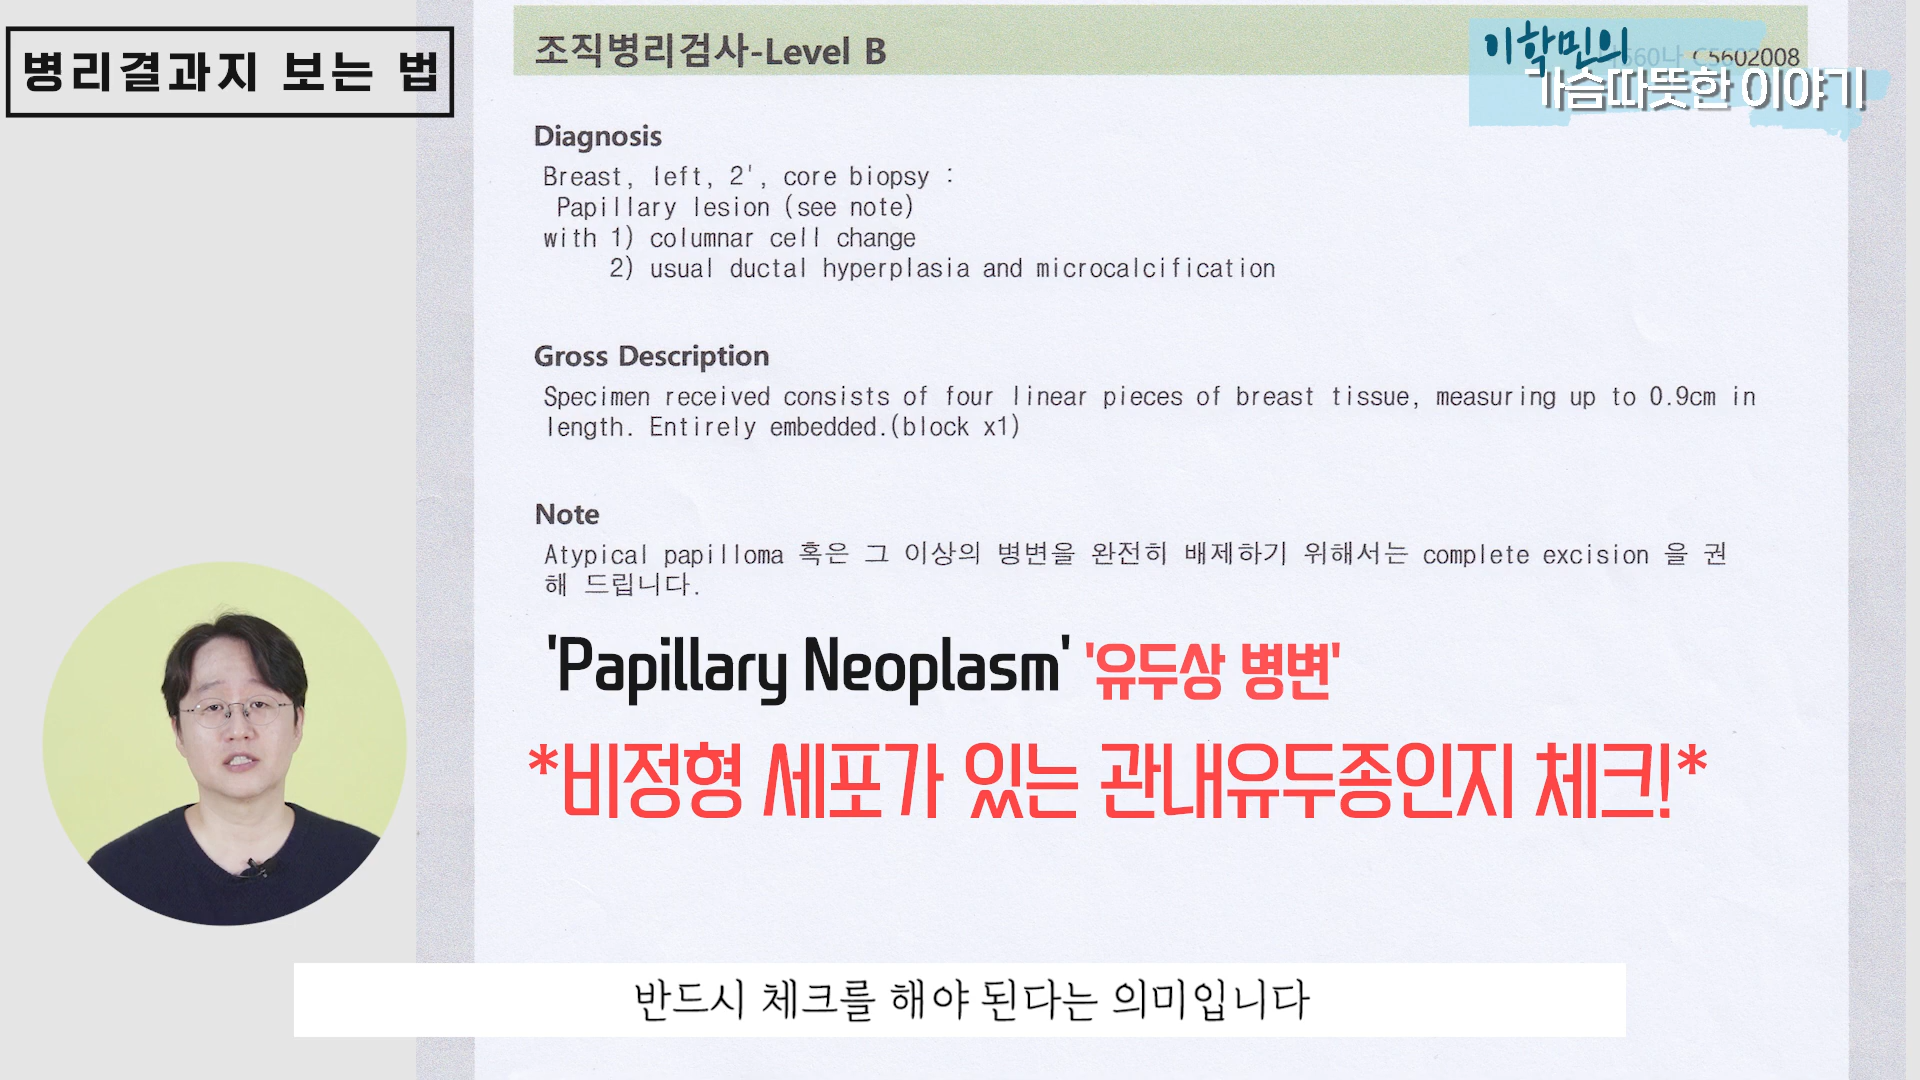 병리결과지 보는 법
조직병리검사-Level B
C5602008
이학민의
가슴따뜻한 이야기
Diagnosis
Breast, left, 2', core biopsy :
Papillary lesion (see note)
with 1) columnar cell change
2) usual ductal hyperplasia and microcalcification
Gross Description
Specimen received consists of four linear pieces of breast tissue, measuring up to 0.9cm in
length. Entirely embedded.(block x1)
Note
Atypical papilloma 혹은 그 이상의 병변을 완전히 배제하기 위해서는 complete excision 을 권
해 드립니다.
'Papillary Neoplasm' '유두상 병변'
*비정형 세포가 있는 관내유두종인지 체크!*
반드시 체크를 해야 된다는 의미입니다